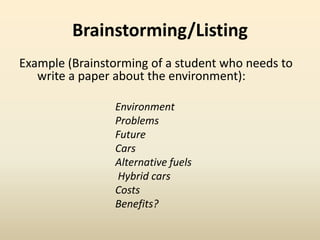 Brainstorming/Listing
Example (Brainstorming of a student who needs to
write a paper about the environment):
Environment
Problems
Future
Cars
Alternative fuels
Hybrid cars
Costs
Benefits?